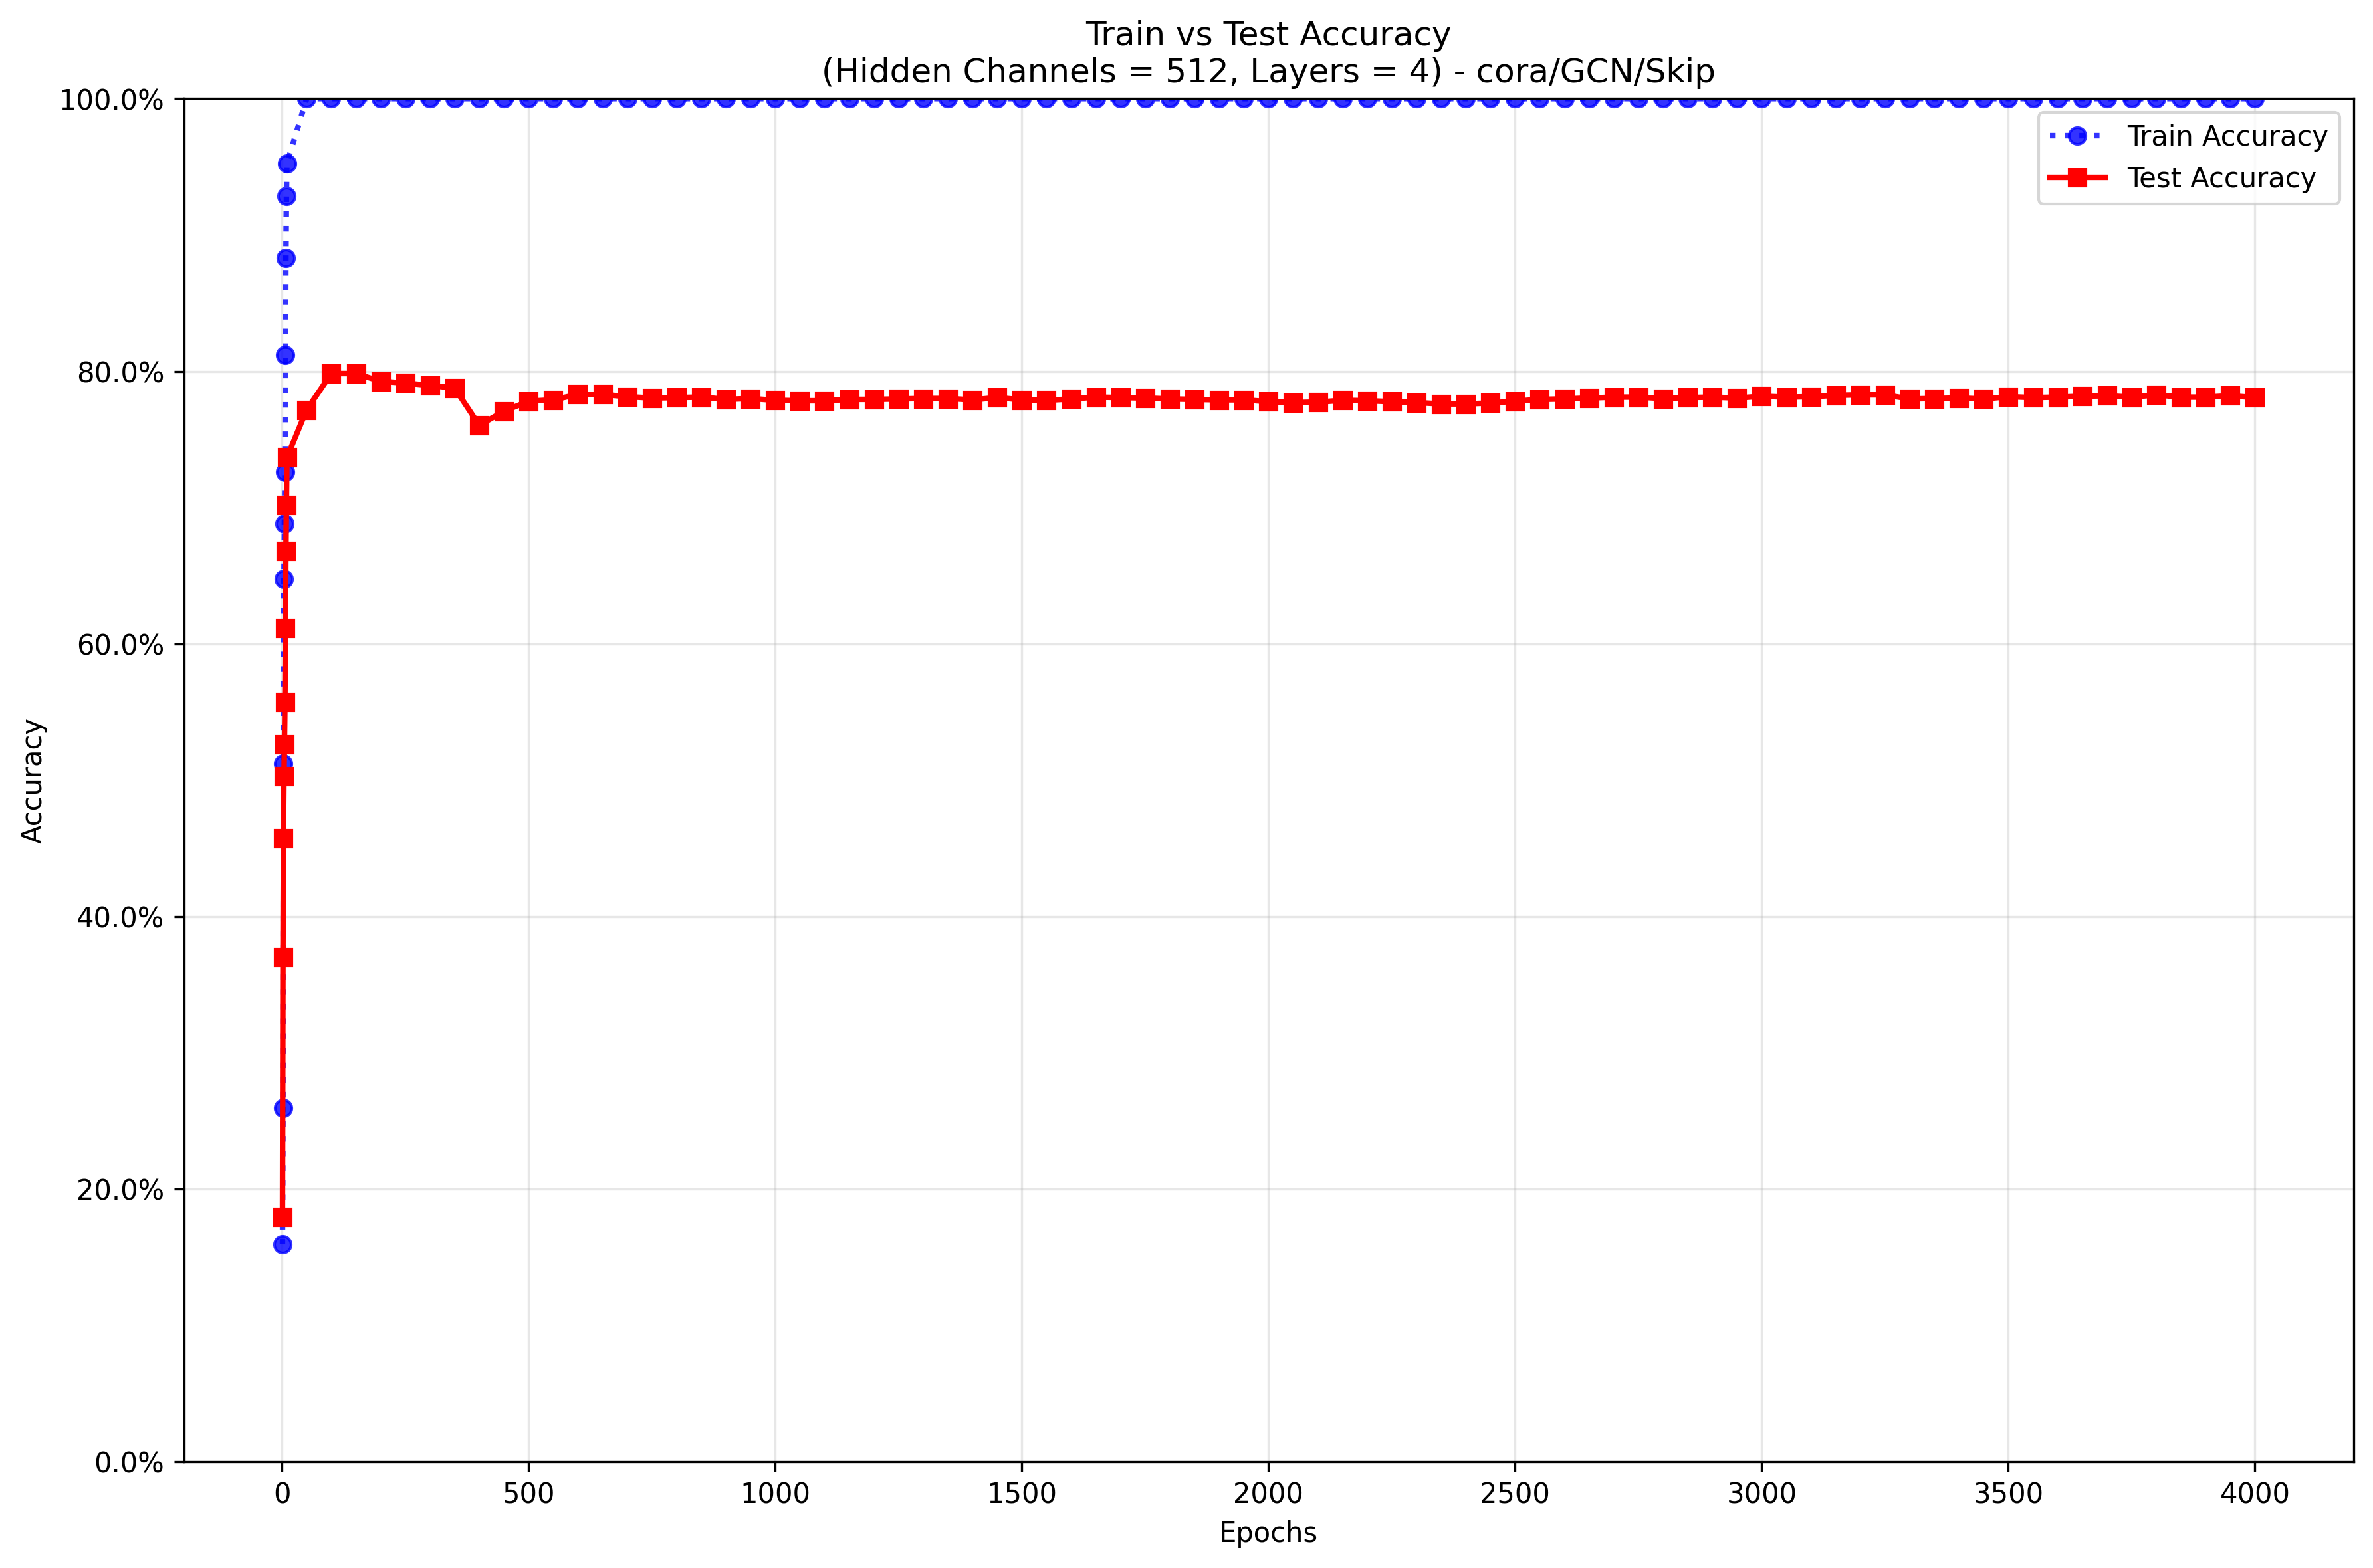 Train vs Test Accuracy
(Hidden Channels = 512, Layers = 4) - cora/GCN/Skip
100.0%
80.0%
60.0%
40.0%
20.0%
0.0%
Accuracy
Train Accuracy
Test Accuracy
0 500 1000 1500 2000 2500 3000 3500 4000
Epochs